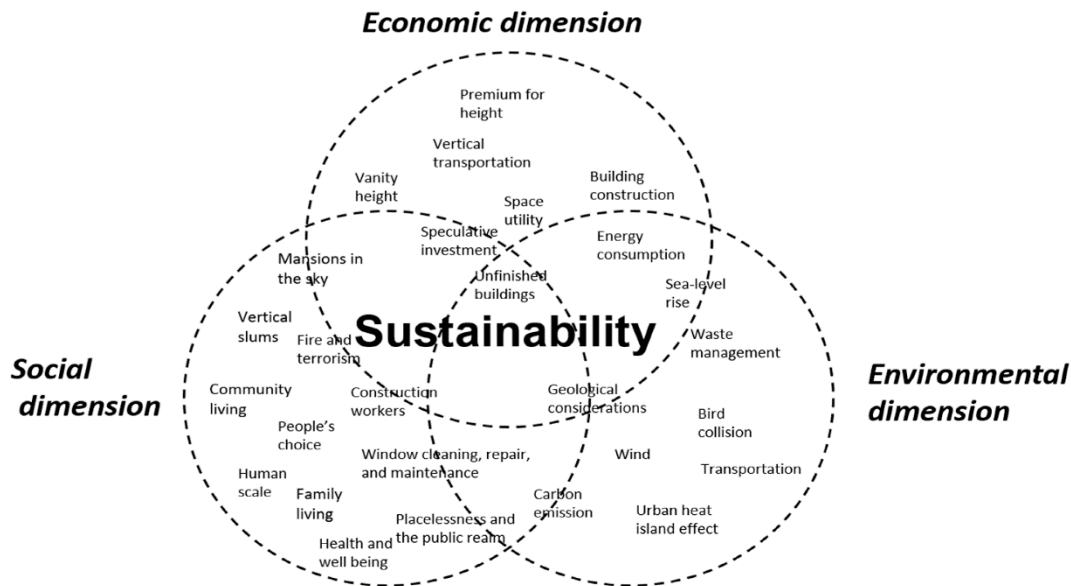 Economic dimension
Premium for
height
Vertical
transportation
Vanity
height
Building
construction
Space
utility
Speculative
investment
Energy
consumption
Mansions in
the sky
Unfinished
buildings
Sea-level
rise
Vertical
slums
Fire and
terrorism
Sustainability
Waste
management
Social
dimension
Environmental
dimension
Community
living
Construction
workers
Geological
considerations
Bird
collision
People's
choice
Window cleaning, repair,
and maintenance
Wind
Transportation
Human
scale
Family
living
Carbon
emission
Urban heat
island effect
Placelessness and
the public realm
Health and
well being